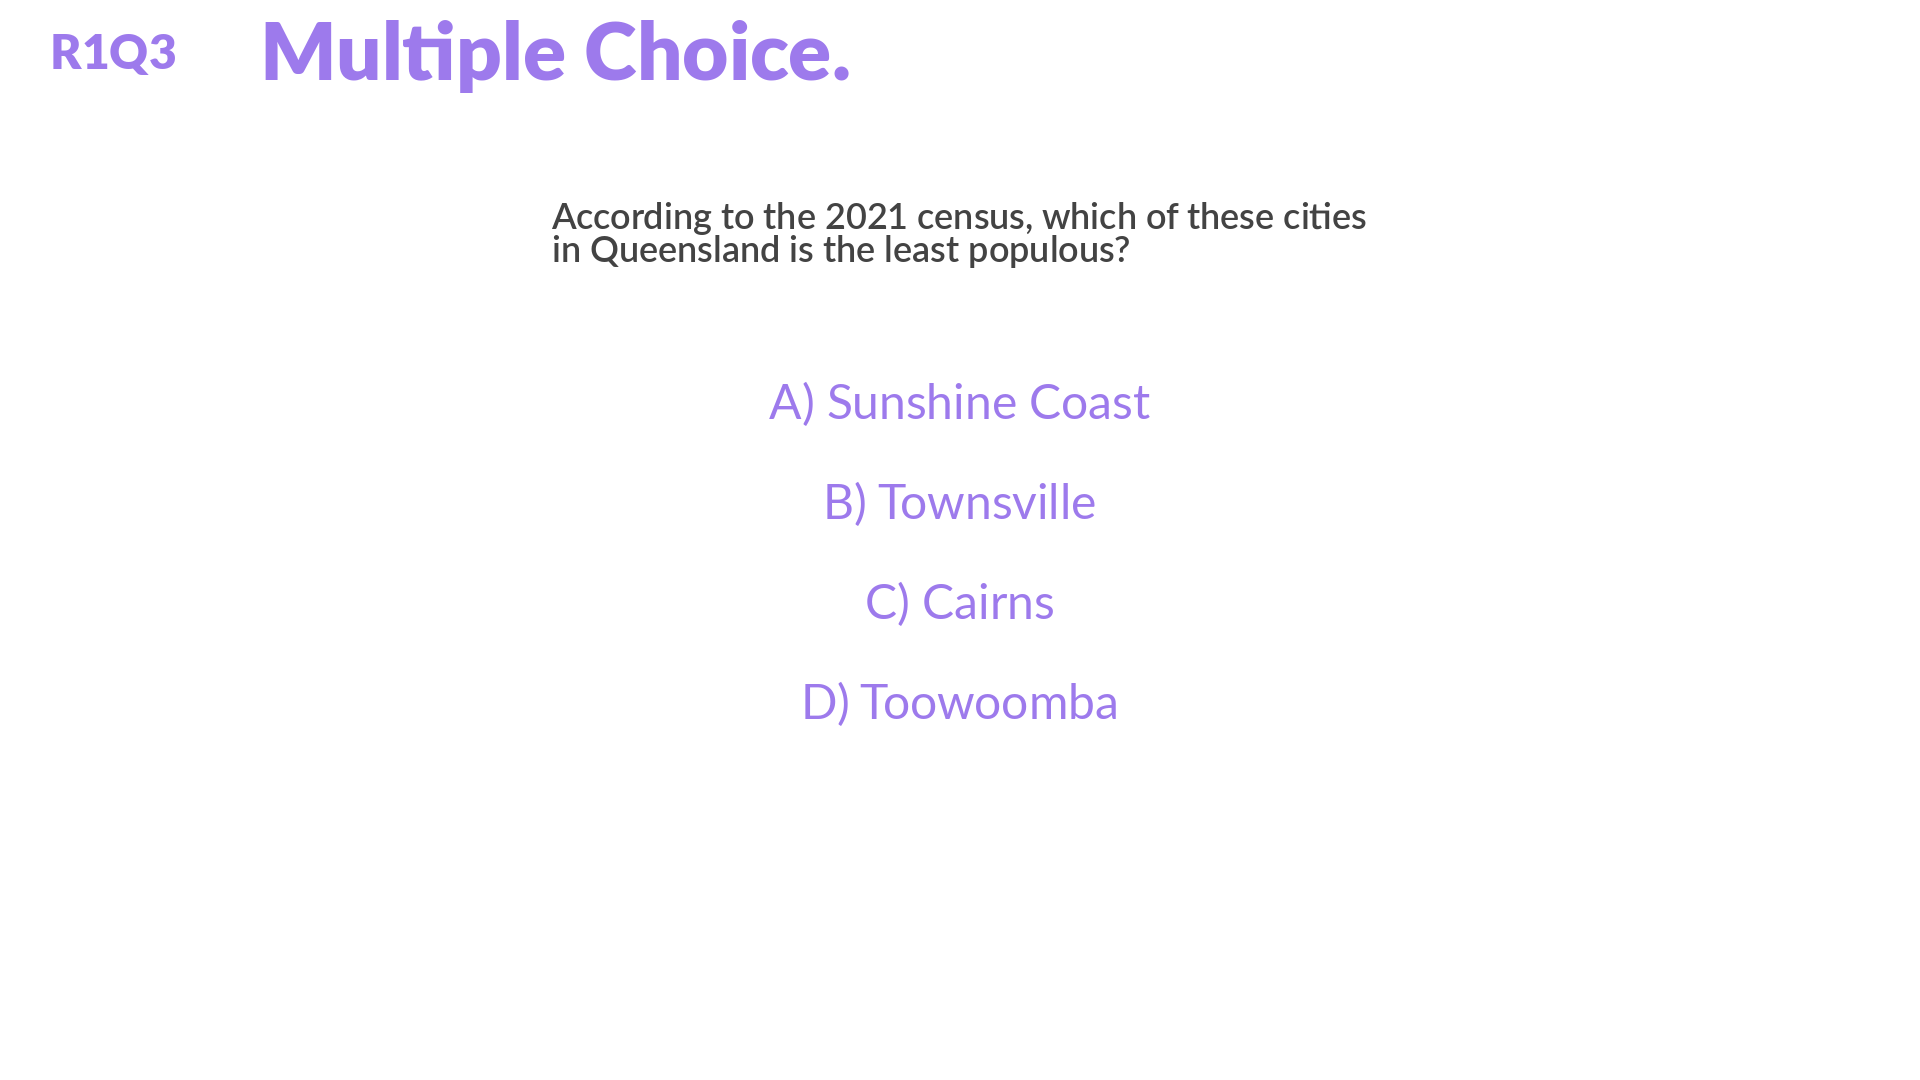 R1Q3
Multiple Choice.
According to the 2021 census, which of these cities
in Queensland is the least populous?
A) Sunshine Coast
B) Townsville
C) Cairns
D) Toowoomba